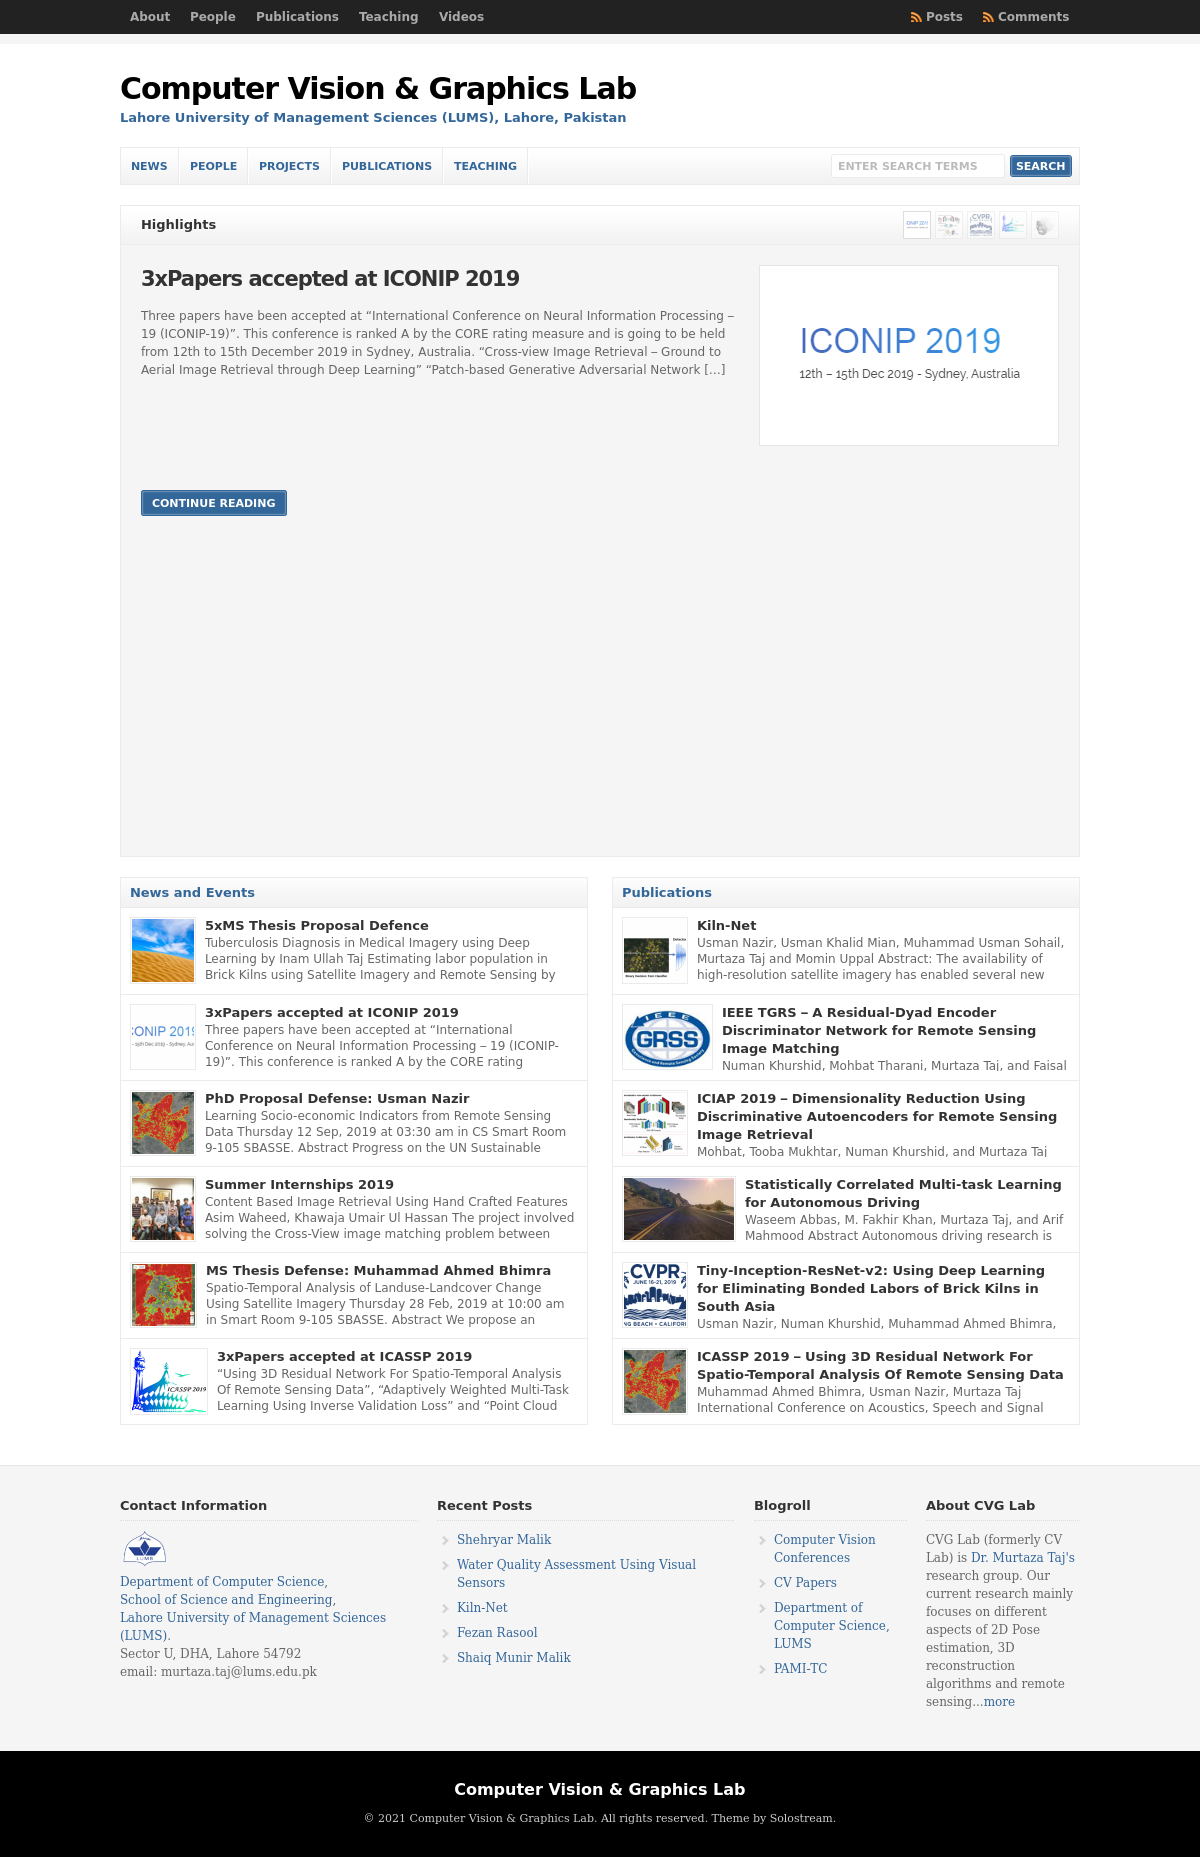 About People Publications Teaching Videos Posts Comments
Computer Vision & Graphics Lab
Lahore University of Management Sciences (LUMS), Lahore, Pakistan
NEWS PEOPLE PROJECTS PUBLICATIONS TEACHING ENTER SEARCH TERMS SEARCH
Highlights
3xPapers accepted at ICONIP 2019
Three papers have been accepted at “International Conference on Neural Information Processing –
19 (ICONIP-19)”. This conference is ranked A by the CORE rating measure and is going to be held
from 12th to 15th December 2019 in Sydney, Australia. “Cross-view Image Retrieval – Ground to
Aerial Image Retrieval through Deep Learning” “Patch-based Generative Adversarial Network […]
ICONIP 2019
12th – 15th Dec 2019 - Sydney, Australia
CONTINUE READING
News and Events
5xMS Thesis Proposal Defence
Tuberculosis Diagnosis in Medical Imagery using Deep
Learning by Inam Ullah Taj Estimating labor population in
Brick Kilns using Satellite Imagery and Remote Sensing by
3xPapers accepted at ICONIP 2019
Three papers have been accepted at “International
Conference on Neural Information Processing – 19 (ICONIP-
19)”. This conference is ranked A by the CORE rating
PhD Proposal Defense: Usman Nazir
Learning Socio-economic Indicators from Remote Sensing
Data Thursday 12 Sep, 2019 at 03:30 am in CS Smart Room
9-105 SBASSE. Abstract Progress on the UN Sustainable
Summer Internships 2019
Content Based Image Retrieval Using Hand Crafted Features
Asim Waheed, Khawaja Umair Ul Hassan The project involved
solving the Cross-View image matching problem between
MS Thesis Defense: Muhammad Ahmed Bhimra
Spatio-Temporal Analysis of Landuse-Landcover Change
Using Satellite Imagery Thursday 28 Feb, 2019 at 10:00 am
in Smart Room 9-105 SBASSE. Abstract We propose an
ICASSP 2019
3xPapers accepted at ICASSP 2019
“Using 3D Residual Network For Spatio-Temporal Analysis
Of Remote Sensing Data”, “Adaptively Weighted Multi-Task
Learning Using Inverse Validation Loss” and “Point Cloud
Publications
Kiln-Net
Usman Nazir, Usman Khalid Mian, Muhammad Usman Sohail,
Murtaza Taj and Momin Uppal Abstract: The availability of
high-resolution satellite imagery has enabled several new
IEEE
GRSS
IEEE TGRS – A Residual-Dyad Encoder
Discriminator Network for Remote Sensing
Image Matching
Numan Khurshid, Mohbat Tharani, Murtaza Taj, and Faisal
ICIAP 2019 – Dimensionality Reduction Using
Discriminative Autoencoders for Remote Sensing
Image Retrieval
Mohbat, Tooba Mukhtar, Numan Khurshid, and Murtaza Taj
Statistically Correlated Multi-task Learning
for Autonomous Driving
Waseem Abbas, M. Fakhir Khan, Murtaza Taj, and Arif
Mahmood Abstract Autonomous driving research is
CVPR
JUNE 16-21, 2019
Tiny-Inception-ResNet-v2: Using Deep Learning
for Eliminating Bonded Labors of Brick Kilns in
South Asia
Usman Nazir, Numan Khurshid, Muhammad Ahmed Bhimra,
ICASSP 2019 – Using 3D Residual Network For
Spatio-Temporal Analysis Of Remote Sensing Data
Muhammad Ahmed Bhimra, Usman Nazir, Murtaza Taj
International Conference on Acoustics, Speech and Signal
Contact Information
LUMS
Department of Computer Science,
School of Science and Engineering,
Lahore University of Management Sciences
(LUMS).
Sector U, DHA, Lahore 54792
email: murtaza.taj@lums.edu.pk
Recent Posts
Shehryar Malik
Water Quality Assessment Using Visual
Sensors
Kiln-Net
Fezan Rasool
Shaiq Munir Malik
Blogroll
Computer Vision
Conferences
CV Papers
Department of
Computer Science,
LUMS
PAMI-TC
About CVG Lab
CVG Lab (formerly CV
Lab) is Dr. Murtaza Taj's
research group. Our
current research mainly
focuses on different
aspects of 2D Pose
estimation, 3D
reconstruction
algorithms and remote
sensing...more
Computer Vision & Graphics Lab
© 2021 Computer Vision & Graphics Lab. All rights reserved. Theme by Solostream.